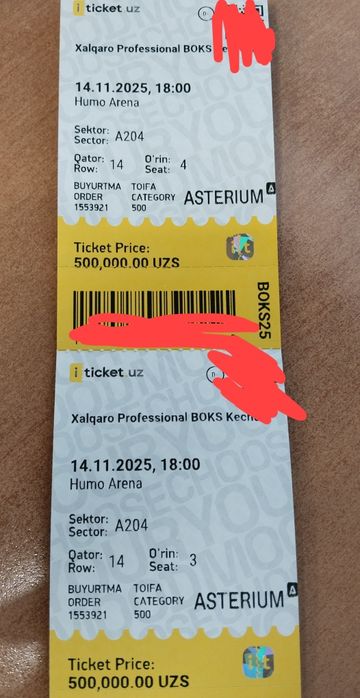 i ticket uz
Xalqaro Professional BOKS
14.11.2025, 18:00
Humo Arena
Sektor:
Sector: A204
Qator:
Row: 14
O'rin:
Seat: 4
BUYURTMA
ORDER
1553921
TOIFA
CATEGORY
500
ASTERIUM
Ticket Price:
500,000.00 UZS
BOKS25
i ticket uz
Xalqaro Professional BOKS
14.11.2025, 18:00
Humo Arena
Sektor:
Sector: A204
Qator:
Row: 14
O'rin:
Seat: 3
BUYURTMA
ORDER
1553921
TOIFA
CATEGORY
500
ASTERIUM
Ticket Price:
500,000.00 UZS